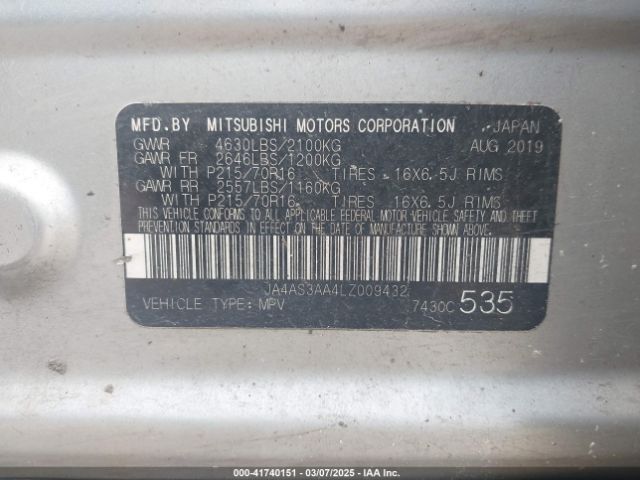 MFD. BY MITSUBISHI MOTORS CORPORATION JAPAN
GVWR 4630LBS/2100KG AUG 2019
GAWR FR 2646LBS/1200KG
WITH P215/70R16 TIRES 16X6.5J RIMS
GAWR RR 2557LBS/1160KG
WITH P215/70R16 TIRES 16X6.5J RIMS
THIS VEHICLE CONFORMS TO ALL APPLICABLE FEDERAL MOTOR VEHICLE SAFETY AND THEFT
PREVENTION STANDARDS IN EFFECT ON THE DATE OF MANUFACTURE SHOWN ABOVE.
JA4AS3AA4LZ009432
VEHICLE TYPE: MPV 7430C 535
000-41740151 - 03/07/2025 - IAA Inc.